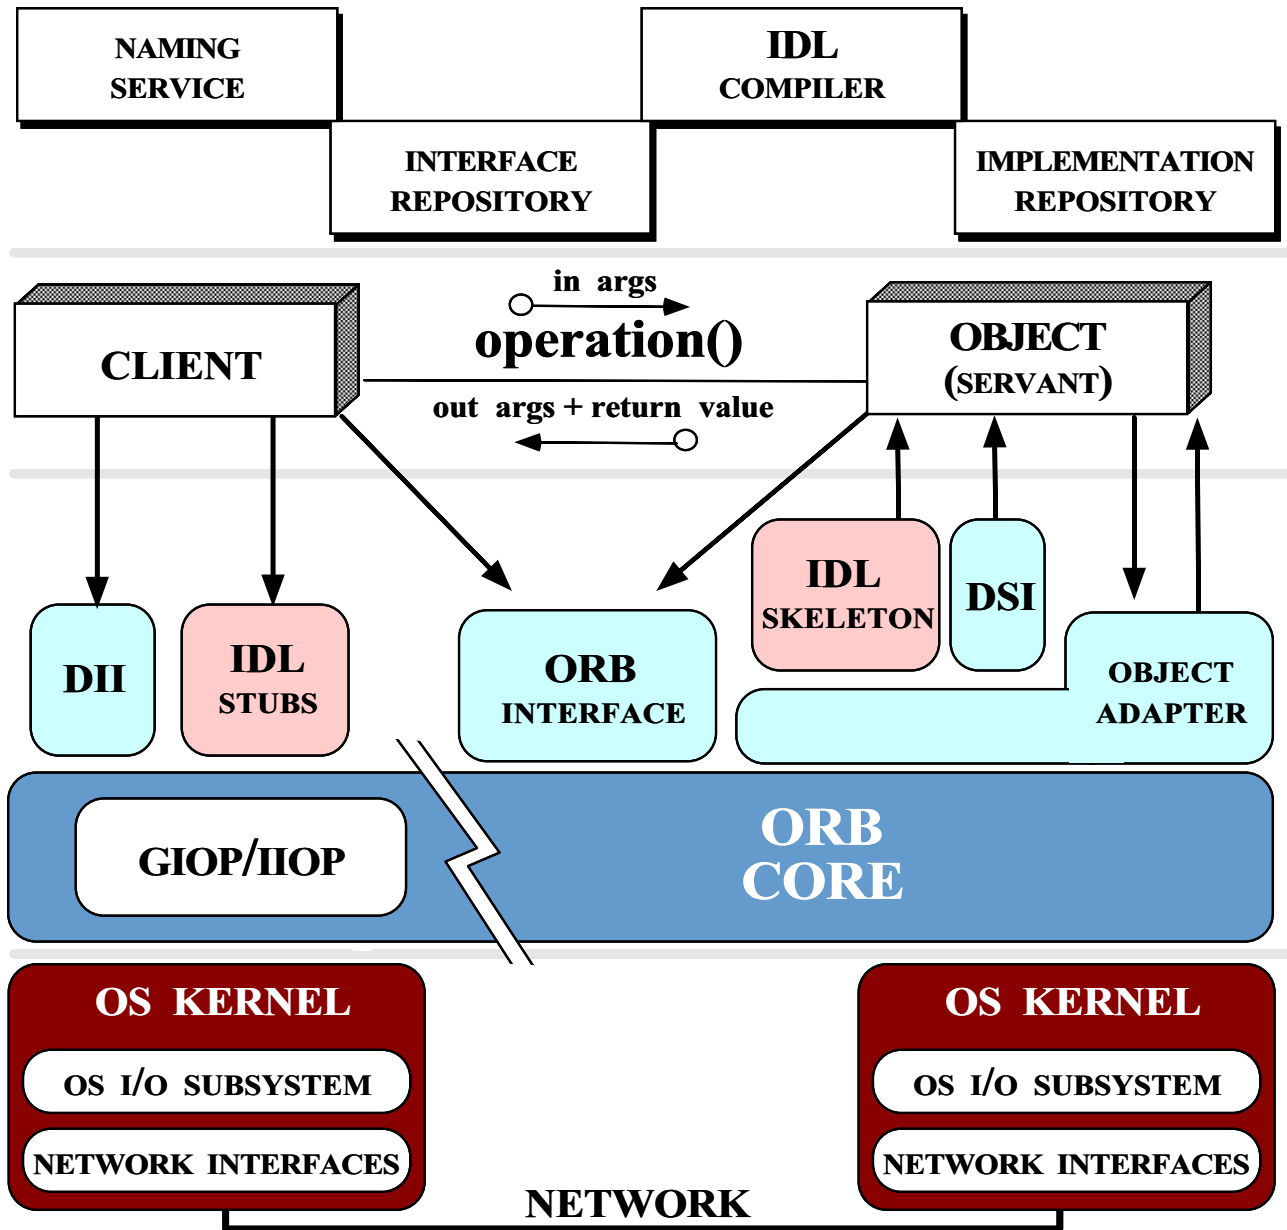 NAMING
SERVICE
IDL
COMPILER
INTERFACE
REPOSITORY
IMPLEMENTATION
REPOSITORY
in args
operation()
out args + return value
CLIENT
OBJECT
(SERVANT)
DII
IDL
STUBS
ORB
INTERFACE
IDL
SKELETON
DSI
OBJECT
ADAPTER
GIOP/IIOP
ORB
CORE
OS KERNEL
OS I/O SUBSYSTEM
NETWORK INTERFACES
OS KERNEL
OS I/O SUBSYSTEM
NETWORK INTERFACES
NETWORK